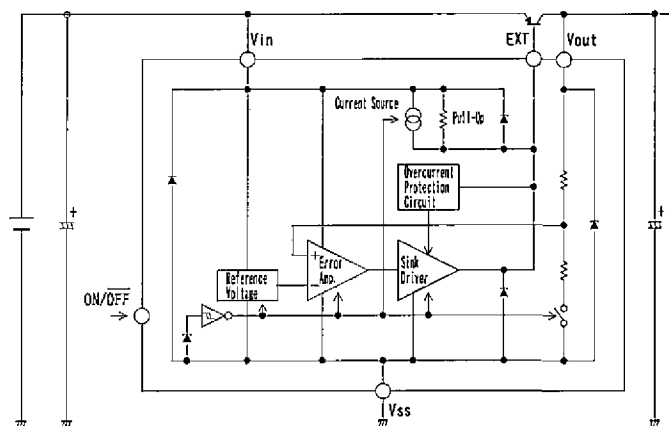 Vin
EXT
Vout
Current Source
Pull-Up
Overcurrent
Protection
Circuit
+
+
+
Error
Amp.
Sink
Driver
Reference
Voltage
−
ON/OFF
Vss